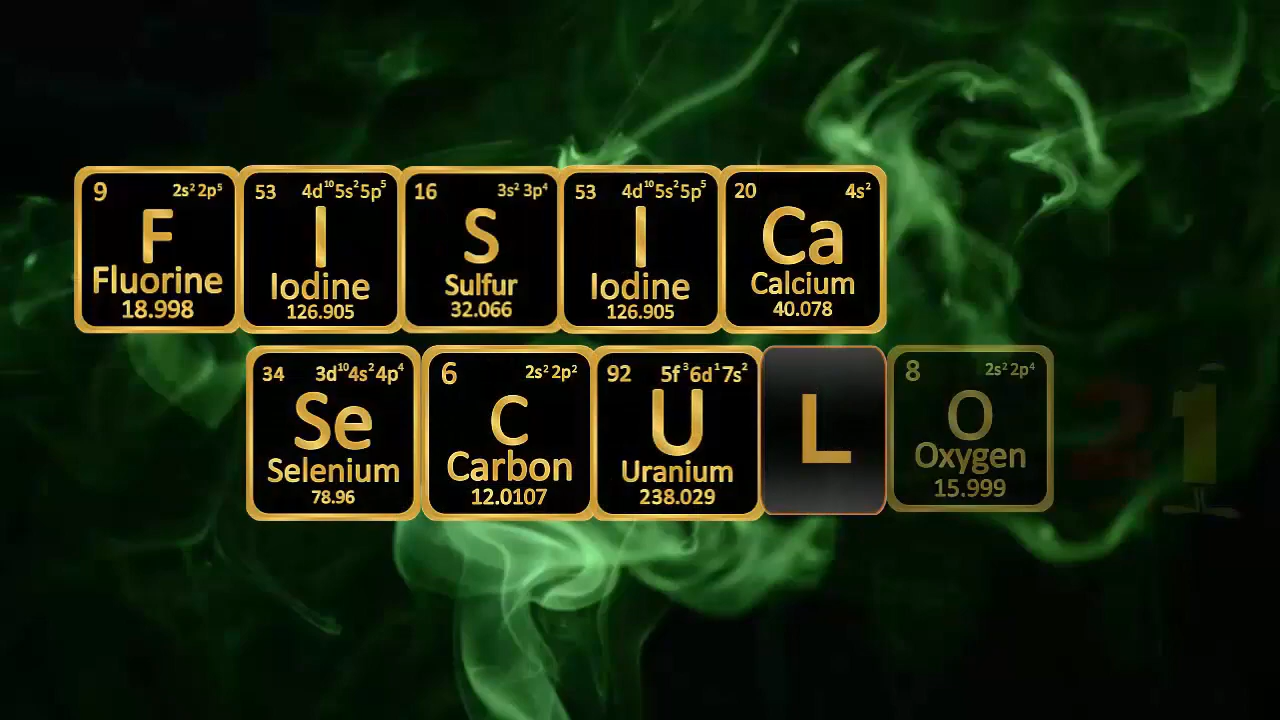 9 2s² 2p⁵ 53 4d¹⁰5s²5p⁵ 16 3s² 3p⁴ 53 4d¹⁰5s²5p⁵ 20 4s²
F I S I Ca
Fluorine Iodine Sulfur Iodine Calcium
18.998 126.905 32.066 126.905 40.078
34 3d¹⁰4s²4p⁴ 6 2s² 2p² 92 5f³6d¹7s² 8 2s² 2p⁴
Se C U L O 21
Selenium Carbon Uranium Oxygen
78.96 12.0107 238.029 15.999